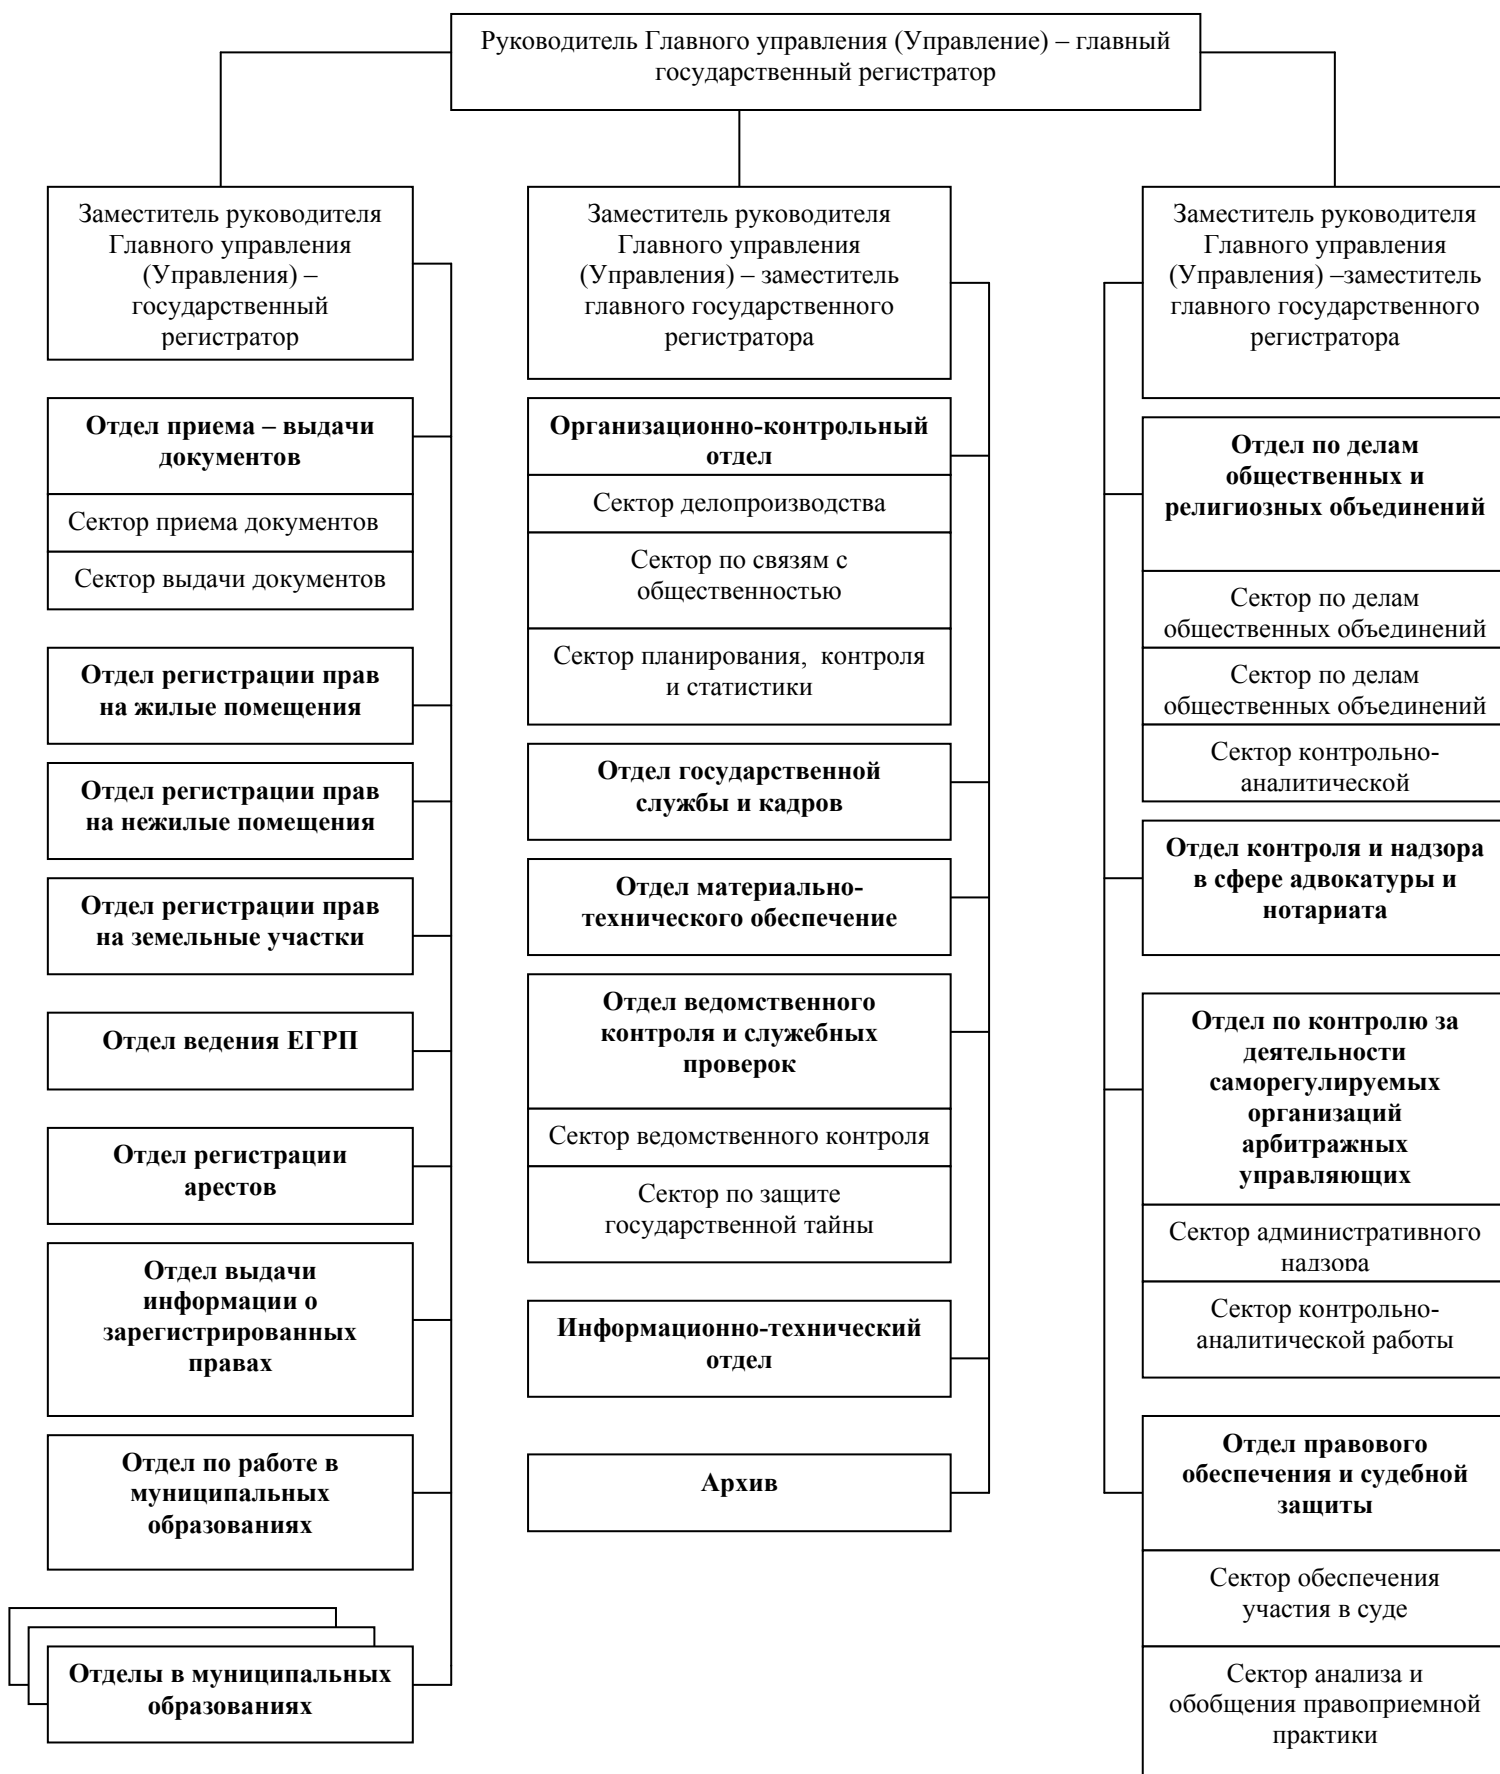 Руководитель Главного управления (Управление) – главный
государственный регистратор
Заместитель руководителя
Главного управления
(Управления) –
государственный
регистратор
Отдел приема – выдачи
документов
Сектор приема документов
Сектор выдачи документов
Отдел регистрации прав
на жилые помещения
Отдел регистрации прав
на нежилые помещения
Отдел регистрации прав
на земельные участки
Отдел ведения ЕГРП
Отдел регистрации
арестов
Отдел выдачи
информации о
зарегистрированных
правах
Отдел по работе в
муниципальных
образованиях
Отделы в муниципальных
образованиях
Заместитель руководителя
Главного управления
(Управления) – заместитель
главного государственного
регистратора
Организационно-контрольный
отдел
Сектор делопроизводства
Сектор по связям с
общественностью
Сектор планирования,  контроля
и статистики
Отдел государственной
службы и кадров
Отдел материально-
технического обеспечение
Отдел ведомственного
контроля и служебных
проверок
Сектор ведомственного контроля
Сектор по защите
государственной тайны
Информационно-технический
отдел
Архив
Заместитель руководителя
Главного управления
(Управления) –заместитель
главного государственного
регистратора
Отдел по делам
общественных и
религиозных объединений
Сектор по делам
общественных объединений
Сектор по делам
общественных объединений
Сектор контрольно-
аналитической
Отдел контроля и надзора
в сфере адвокатуры и
нотариата
Отдел по контролю за
деятельности
саморегулируемых
организаций
арбитражных
управляющих
Сектор административного
надзора
Сектор контрольно-
аналитической работы
Отдел правового
обеспечения и судебной
защиты
Сектор обеспечения
участия в суде
Сектор анализа и
обобщения правоприемной
практики